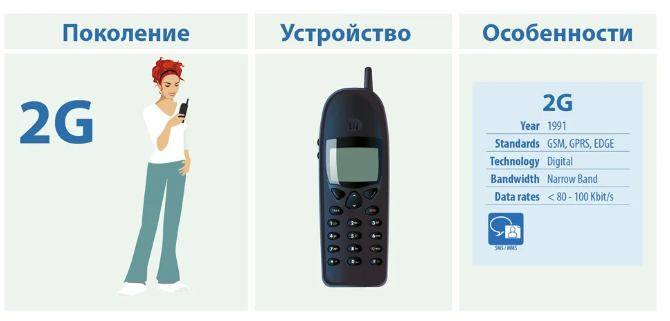 Поколение
Устройство
Особенности
2G
2G
Year 1991
Standards GSM, GPRS, EDGE
Technology Digital
Bandwidth Narrow Band
Data rates < 80 - 100 Kbit/s
SMS / MMS